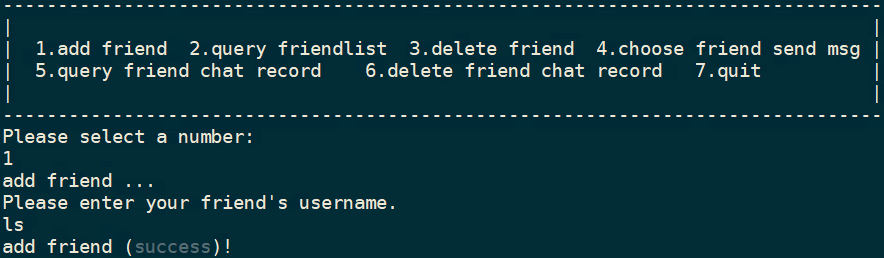 1.add friend 2.query friendlist 3.delete friend 4.choose friend send msg
5.query friend chat record 6.delete friend chat record 7.quit
Please select a number:
1
add friend ...
Please enter your friend's username.
ls
add friend (success)!